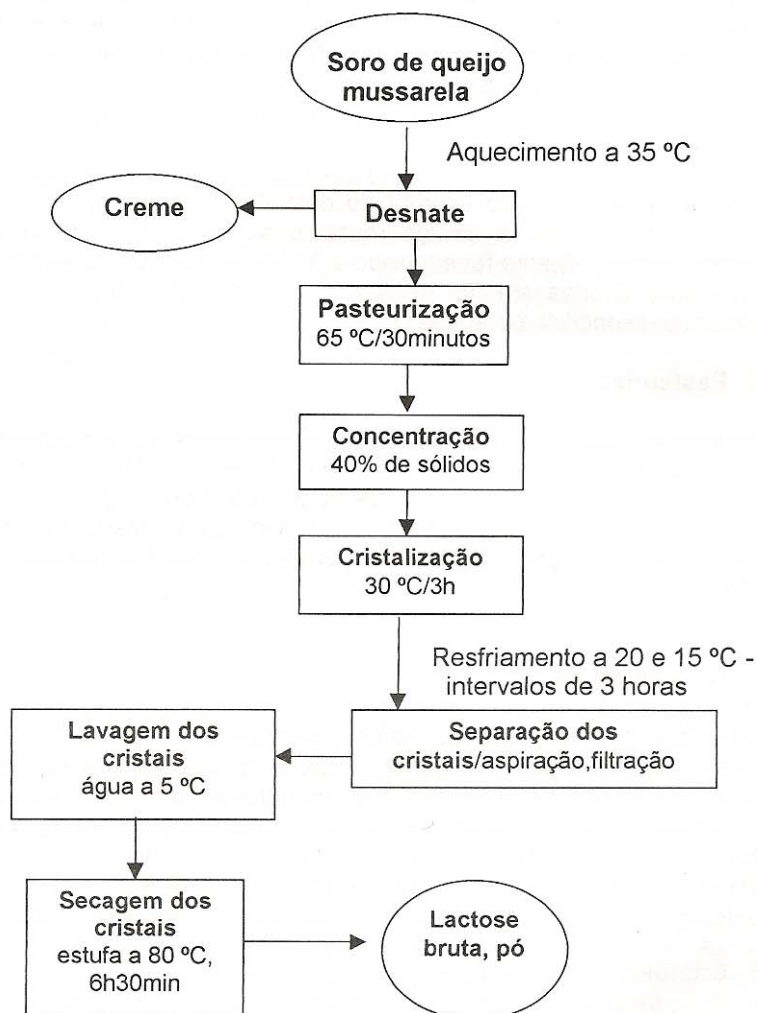 Soro de queijo
mussarela
Aquecimento a 35 ºC
Creme
Desnate
Pasteurização
65 ºC/30minutos
Concentração
40% de sólidos
Cristalização
30 ºC/3h
Resfriamento a 20 e 15 ºC -
intervalos de 3 horas
Separação dos
cristais/aspiração,filtração
Lavagem dos
cristais
água a 5 ºC
Secagem dos
cristais
estufa a 80 ºC,
6h30min
Lactose
bruta, pó